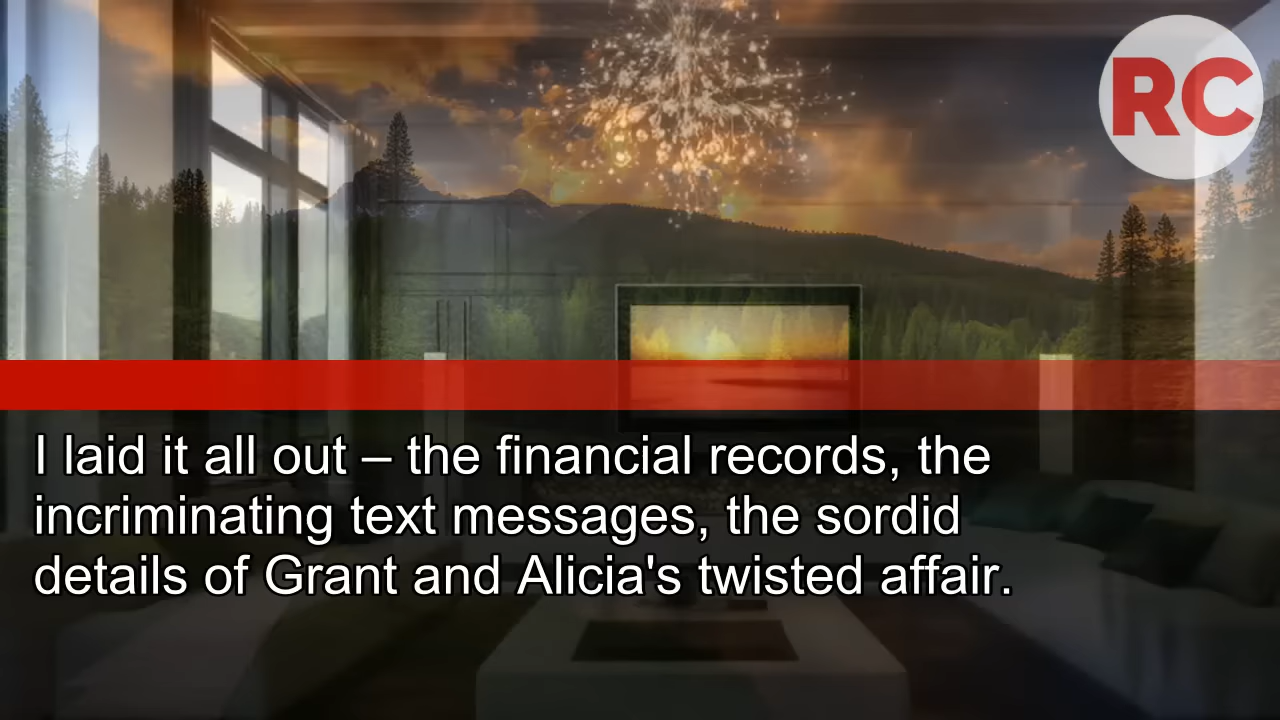 RC
I laid it all out – the financial records, the
incriminating text messages, the sordid
details of Grant and Alicia's twisted affair.